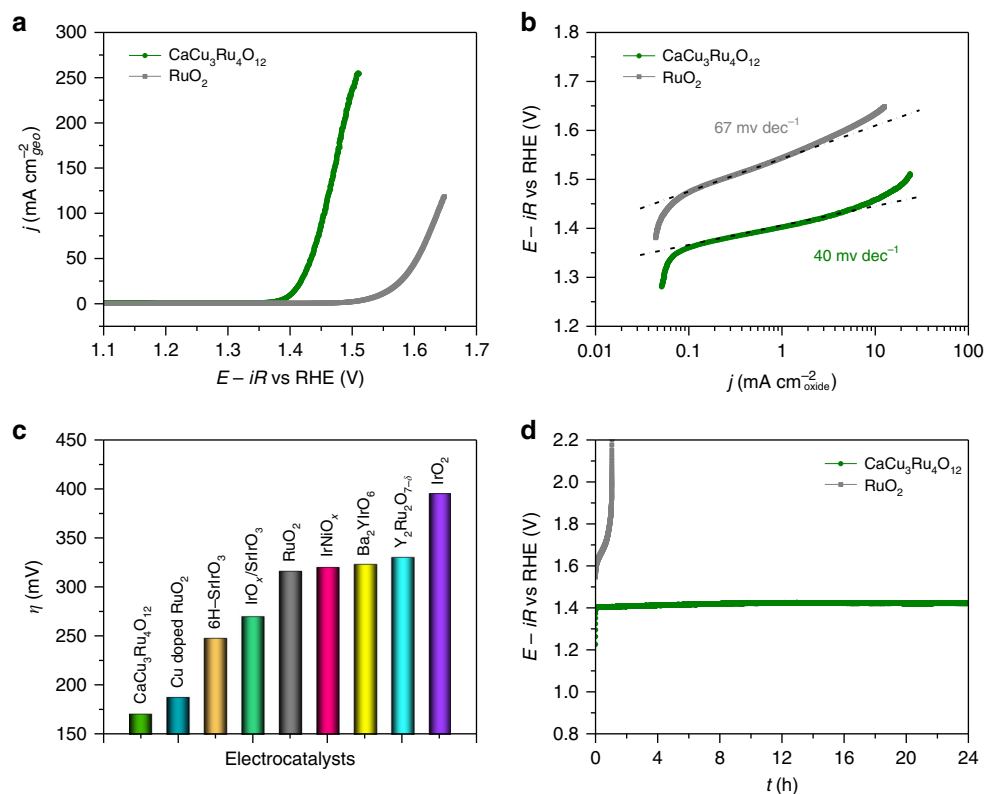 a
300
250
200
150
100
50
0
j (mA cm⁻²geo)
CaCu₃Ru₄O₁₂
RuO₂
1.1 1.2 1.3 1.4 1.5 1.6 1.7
E – iR vs RHE (V)
b
1.8
1.7
1.6
1.5
1.4
1.3
1.2
E – iR vs RHE (V)
CaCu₃Ru₄O₁₂
RuO₂
67 mv dec⁻¹
40 mv dec⁻¹
0.01 0.1 1 10 100
j (mA cm⁻²oxide)
c
450
400
350
300
250
200
150
η (mV)
CaCu₃Ru₄O₁₂
Cu doped RuO₂
6H–SrIrO₃
IrOₓ/SrIrO₃
RuO₂
IrNiOₓ
Ba₂YIrO₆
Y₂Ru₂O₇₋δ
IrO₂
Electrocatalysts
d
2.2
2.0
1.8
1.6
1.4
1.2
1.0
0.8
E – iR vs RHE (V)
CaCu₃Ru₄O₁₂
RuO₂
0 4 8 12 16 20 24
t (h)